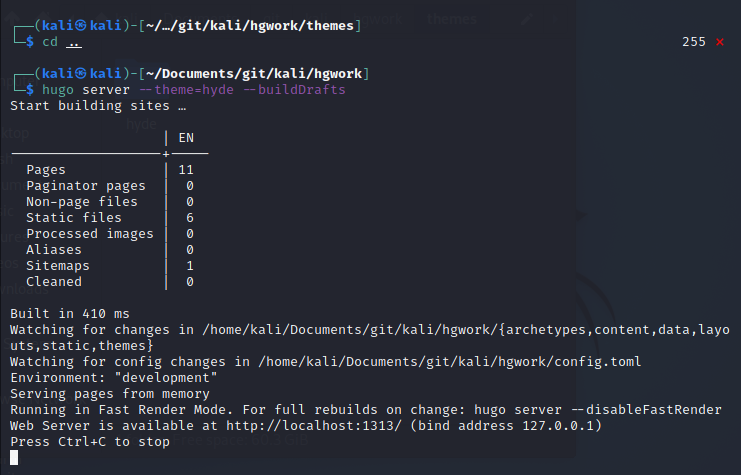 ┌──(kali㉿kali)-[~/…/git/kali/hgwork/themes]
└─$ cd .. 255 ⨯
┌──(kali㉿kali)-[~/Documents/git/kali/hgwork]
└─$ hugo server --theme=hyde --buildDrafts
Start building sites …
| EN
-------------------+-----
Pages | 11
Paginator pages | 0
Non-page files | 0
Static files | 6
Processed images | 0
Aliases | 0
Sitemaps | 1
Cleaned | 0
Built in 410 ms
Watching for changes in /home/kali/Documents/git/kali/hgwork/{archetypes,content,data,layo
uts,static,themes}
Watching for config changes in /home/kali/Documents/git/kali/hgwork/config.toml
Environment: "development"
Serving pages from memory
Running in Fast Render Mode. For full rebuilds on change: hugo server --disableFastRender
Web Server is available at http://localhost:1313/ (bind address 127.0.0.1)
Press Ctrl+C to stop